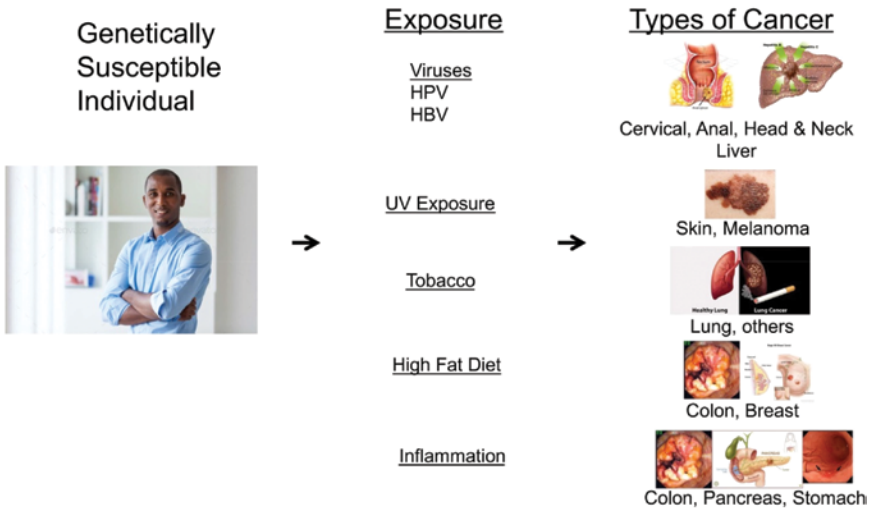 Genetically
Susceptible
Individual
Exposure
Viruses
HPV
HBV
UV Exposure
Tobacco
High Fat Diet
Inflammation
Types of Cancer
Cervical, Anal, Head & Neck
Liver
Skin, Melanoma
Healthy Lung
Lung Cancer
Lung, others
Colon, Breast
Colon, Pancreas, Stomach